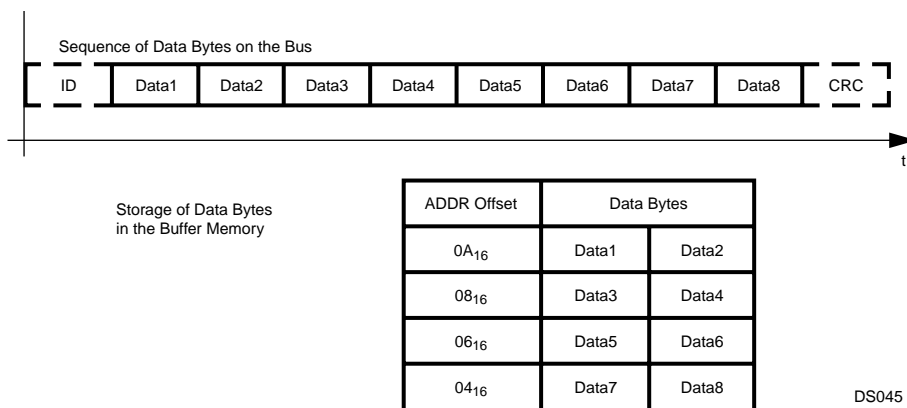 Sequence of Data Bytes on the Bus
ID Data1 Data2 Data3 Data4 Data5 Data6 Data7 Data8 CRC
t
Storage of Data Bytes
in the Buffer Memory
ADDR Offset Data Bytes
0A16 Data1 Data2
0816 Data3 Data4
0616 Data5 Data6
0416 Data7 Data8
DS045